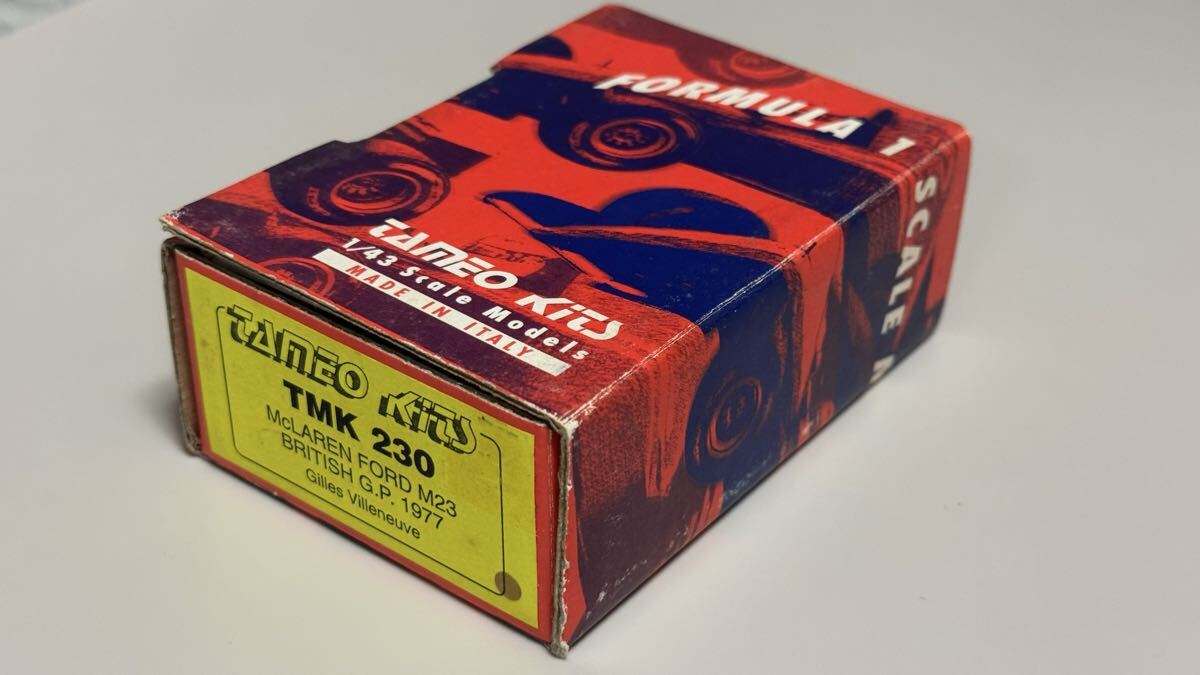 FORMULA 1
SCALE
TAMEO Kits
1/43 Scale Models
MADE IN ITALY
TAMEO Kits
TMK 230
McLAREN FORD M23
BRITISH G.P. 1977
Gilles Villeneuve